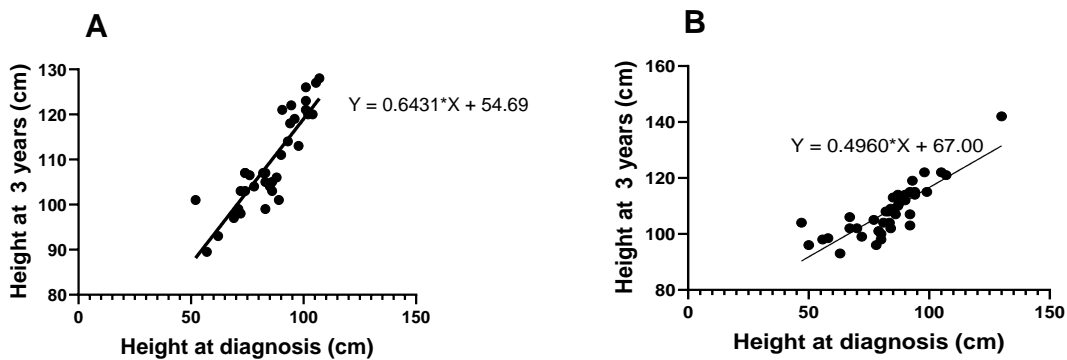 A
Height at 3 years (cm)
130
120
110
100
90
80
0
50
100
150
Height at diagnosis (cm)
Y = 0.6431*X + 54.69
B
Height at 3 years (cm)
160
140
120
100
80
0
50
100
150
Height at diagnosis (cm)
Y = 0.4960*X + 67.00